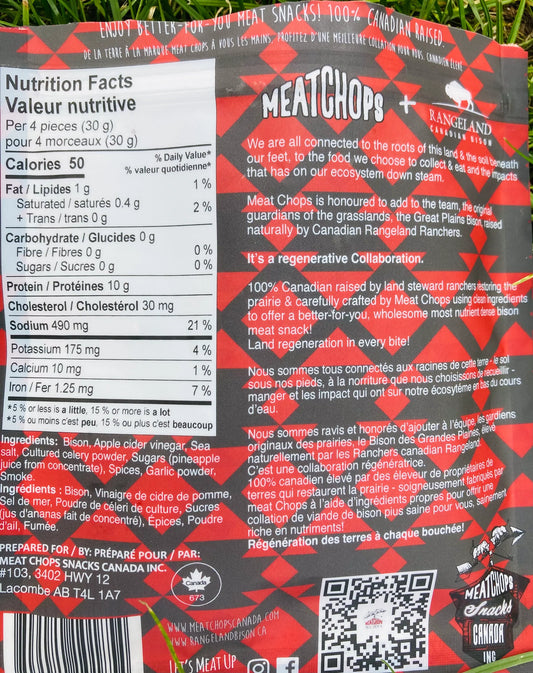 ENJOY BETTER-FOR-YOU MEAT SNACKS! 100% CANADIAN RAISED.
DE LA TERRE À LA MARQUE MEAT CHOPS À VOUS LES MAINS, PROFITEZ D'UNE MEILLEURE COLLATION POUR VOUS, CANADIEN ÉLEVÉ
Nutrition Facts
Valeur nutritive
Per 4 pieces (30 g)
pour 4 morceaux (30 g)
Calories 50
% Daily Value*
% valeur quotidienne*
Fat / Lipides 1 g 1 %
Saturated / saturés 0.4 g
+ Trans / trans 0 g 2 %
Carbohydrate / Glucides 0 g
Fibre / Fibres 0 g 0 %
Sugars / Sucres 0 g 0 %
Protein / Protéines 10 g
Cholesterol / Cholestérol 30 mg
Sodium 490 mg 21 %
Potassium 175 mg 4 %
Calcium 10 mg 1 %
Iron / Fer 1.25 mg 7 %
*5 % or less is a little, 15 % or more is a lot
*5 % ou moins c'est peu, 15 % ou plus c'est beaucoup
Ingredients: Bison, Apple cider vinegar, Sea
salt, Cultured celery powder, Sugars (pineapple
juice from concentrate), Spices, Garlic powder,
Smoke.
Ingrédients : Bison, Vinaigre de cidre de pomme,
Sel de mer, Poudre de céleri de culture, Sucres
(jus d'ananas fait de concentré), Épices, Poudre
d'ail, Fumée.
PREPARED FOR / BY: PRÉPARÉ POUR / PAR:
MEAT CHOPS SNACKS CANADA INC.
#103, 3402 HWY 12
Lacombe AB T4L 1A7
Canada
673
MEATCHOPS + RANGELAND
CANADIAN BISON
We are all connected to the roots of this land & the soil beneath
our feet, to the food we choose to collect & eat and the impacts
that has on our ecosystem down steam.
Meat Chops is honoured to add to the team, the original
guardians of the grasslands, the Great Plains Bison, raised
naturally by Canadian Rangeland Ranchers.
It's a regenerative Collaboration.
100% Canadian raised by land steward ranchers restoring the
prairie & carefully crafted by Meat Chops using clean ingredients
to offer a better-for-you, wholesome most nutrient dense bison
meat snack!
Land regeneration in every bite!
Nous sommes tous connectés aux racines de cette terre - le sol
sous nos pieds, à la norriture que nous choisissons de recueillir -
manger et les impact qui ont sur notre écosystème en bas du cours
d'eau.
Nous sommes ravis et honorés d'ajouter à l'équipe, les gardiens
originaux des prairies, le Bison des Grandes Plaines, élevé
naturellement par les Ranchers canadian Rangeland.
C'est une collaboration régénératrice.
100% canadien élevé par des éleveur de propriétaires de
terres qui restaurent la prairie - soigneusement fabriqués par
meat Chops à l'aide d'ingrédients propres pour offrir une
collation de viande de bison plus saine pour vous, sainement
riche en nutriments!
Régénération des terres à chaque bouchée!
WWW.MEATCHOPSCANADA.COM
WWW.RANGELANDBISON.CA
LET'S MEAT UP
MEATCHOPS
Snacks
CANADA
INC